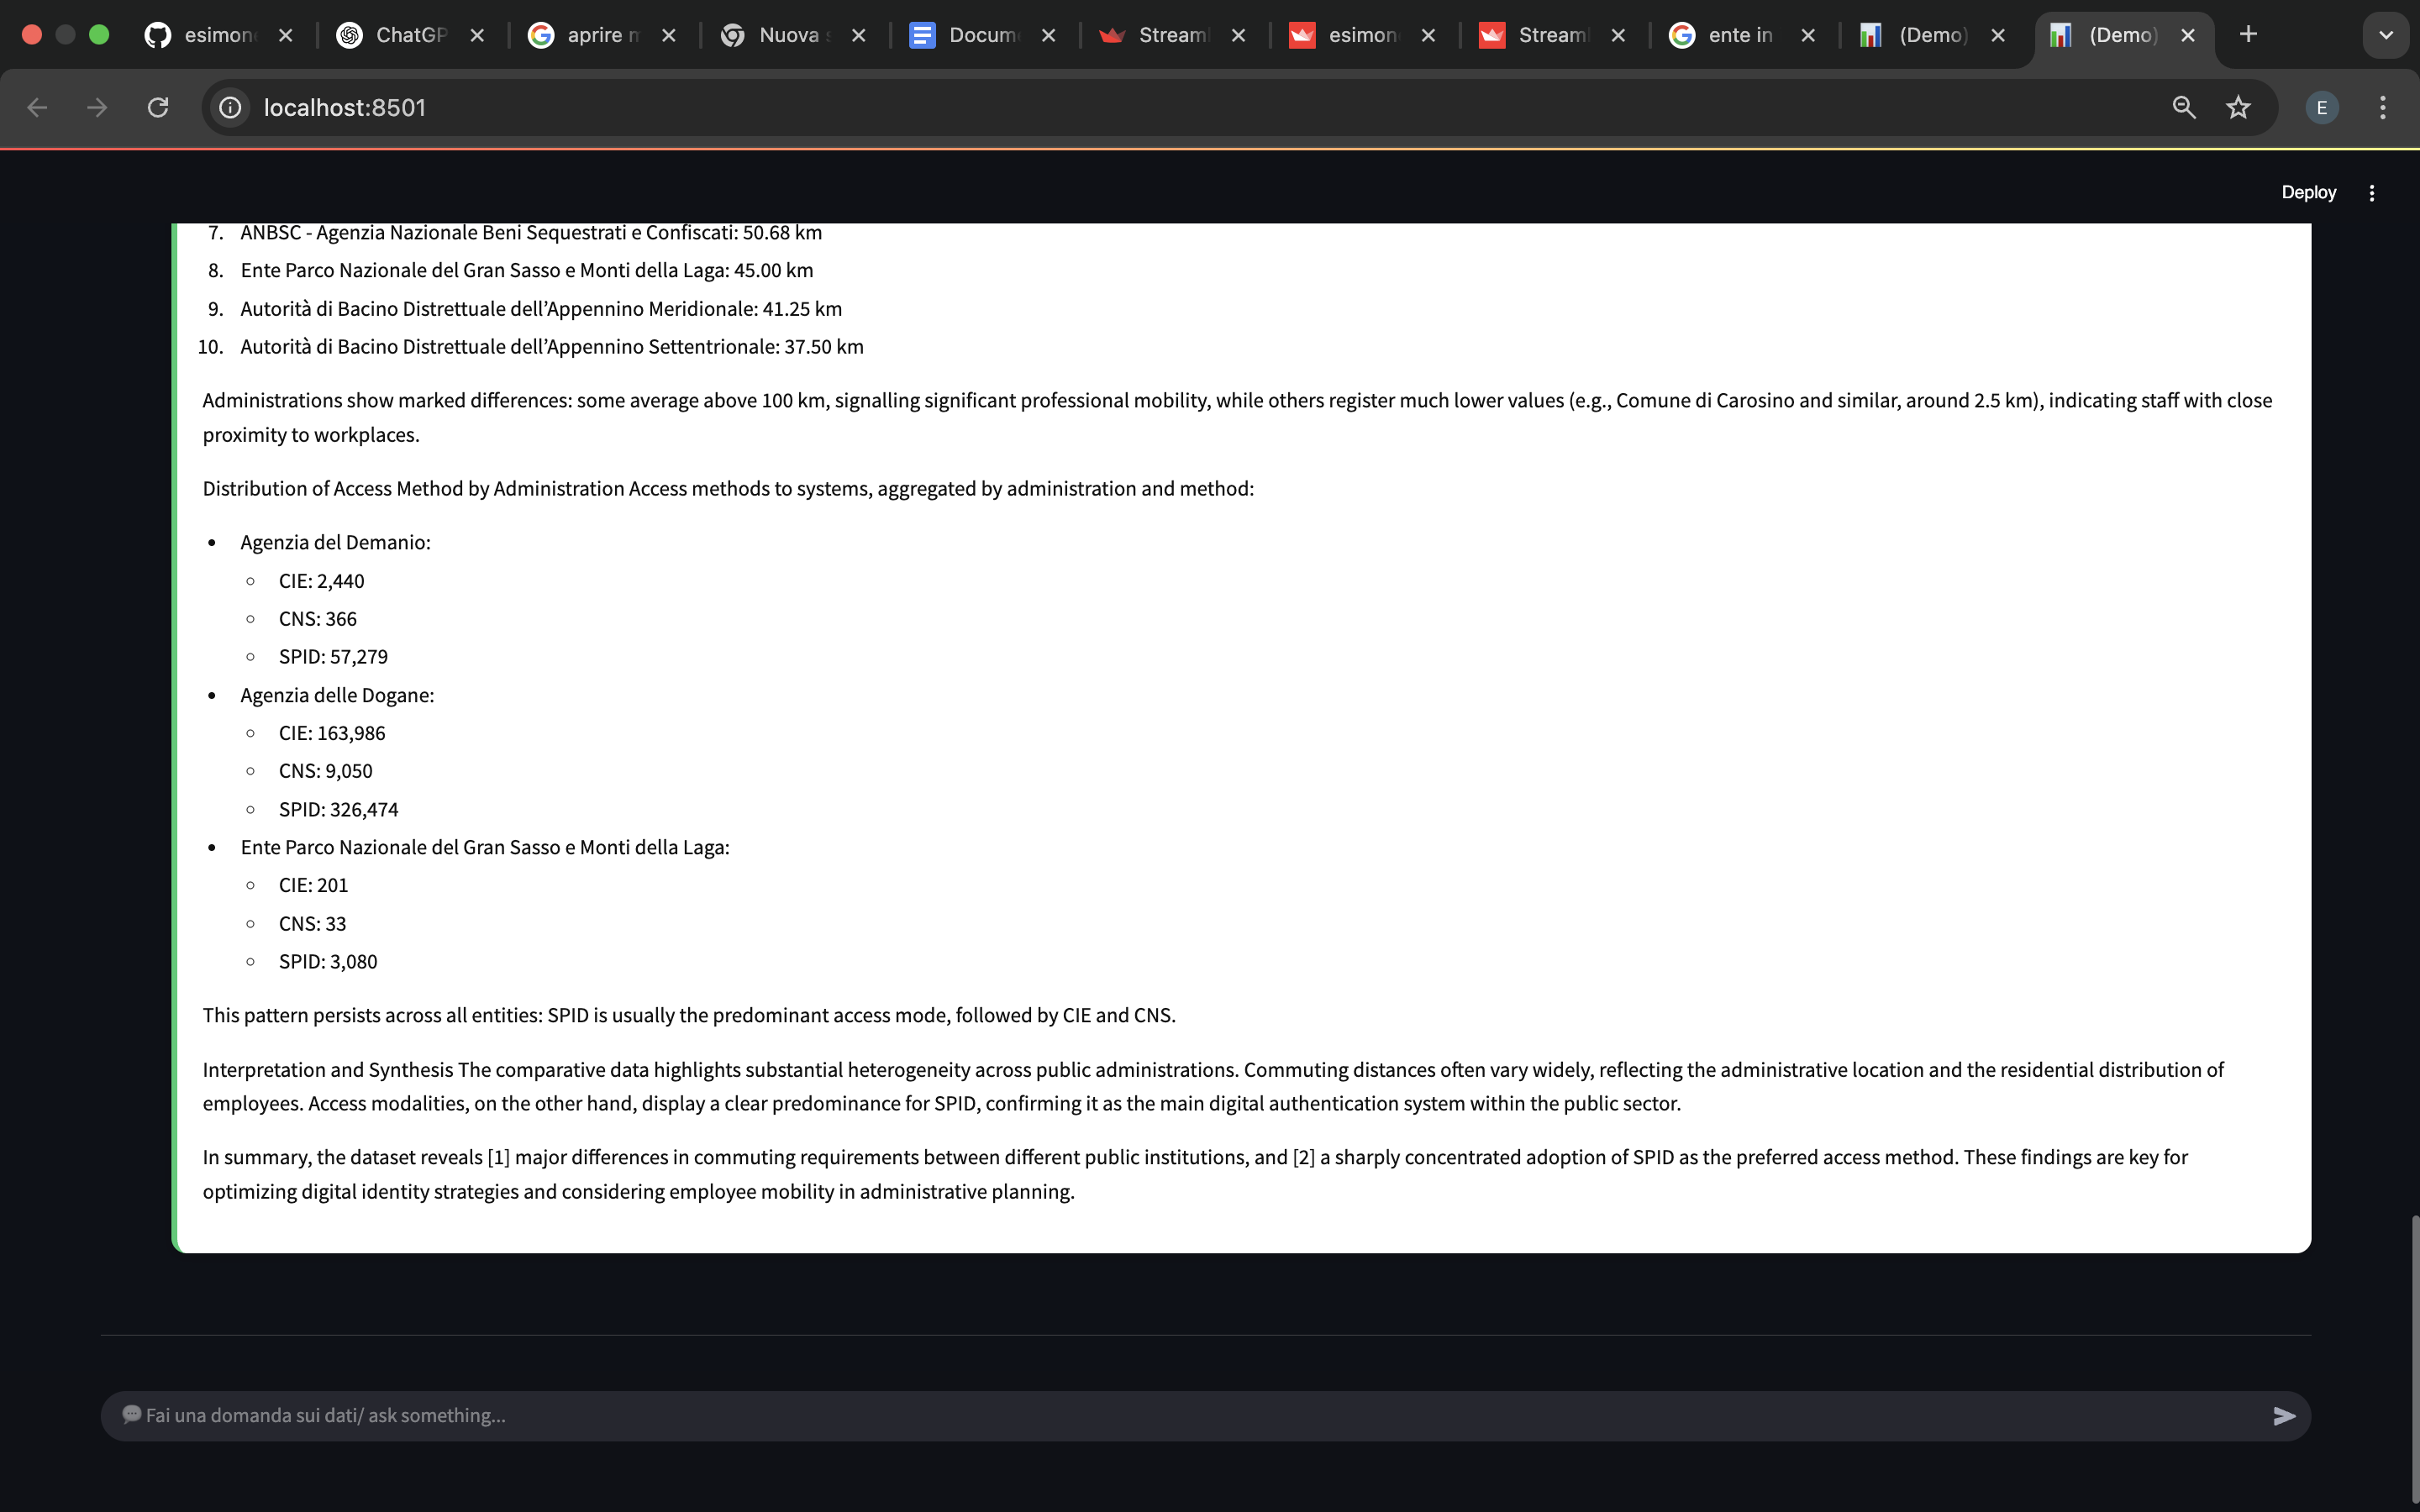 esimon
ChatGP
aprire n
Nuova s
Docum
Streaml
esimon
Streaml
ente in
(Demo)
(Demo)
localhost:8501
E
Deploy
7. ANBSC - Agenzia Nazionale Beni Sequestrati e Confiscati: 50.68 km
8. Ente Parco Nazionale del Gran Sasso e Monti della Laga: 45.00 km
9. Autorità di Bacino Distrettuale dell’Appennino Meridionale: 41.25 km
10. Autorità di Bacino Distrettuale dell’Appennino Settentrionale: 37.50 km
Administrations show marked differences: some average above 100 km, signalling significant professional mobility, while others register much lower values (e.g., Comune di Carosino and similar, around 2.5 km), indicating staff with close
proximity to workplaces.
Distribution of Access Method by Administration Access methods to systems, aggregated by administration and method:
• Agenzia del Demanio:
◦ CIE: 2,440
◦ CNS: 366
◦ SPID: 57,279
• Agenzia delle Dogane:
◦ CIE: 163,986
◦ CNS: 9,050
◦ SPID: 326,474
• Ente Parco Nazionale del Gran Sasso e Monti della Laga:
◦ CIE: 201
◦ CNS: 33
◦ SPID: 3,080
This pattern persists across all entities: SPID is usually the predominant access mode, followed by CIE and CNS.
Interpretation and Synthesis The comparative data highlights substantial heterogeneity across public administrations. Commuting distances often vary widely, reflecting the administrative location and the residential distribution of
employees. Access modalities, on the other hand, display a clear predominance for SPID, confirming it as the main digital authentication system within the public sector.
In summary, the dataset reveals [1] major differences in commuting requirements between different public institutions, and [2] a sharply concentrated adoption of SPID as the preferred access method. These findings are key for
optimizing digital identity strategies and considering employee mobility in administrative planning.
Fai una domanda sui dati/ ask something...